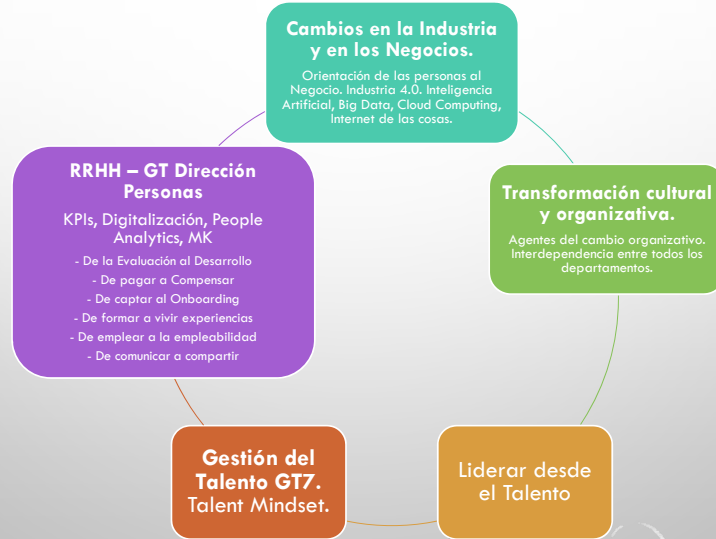 Cambios en la Industria
y en los Negocios.
Orientación de las personas al
Negocio. Industria 4.0. Inteligencia
Artificial, Big Data, Cloud Computing,
Internet de las cosas.
Transformación cultural
y organizativa.
Agentes del cambio organizativo.
Interdependencia entre todos los
departamentos.
Liderar desde
el Talento
Gestión del
Talento GT7.
Talent Mindset.
RRHH – GT Dirección
Personas
KPIs, Digitalización, People
Analytics, MK
- De la Evaluación al Desarrollo
- De pagar a Compensar
- De captar al Onboarding
- De formar a vivir experiencias
- De emplear a la empleabilidad
- De comunicar a compartir